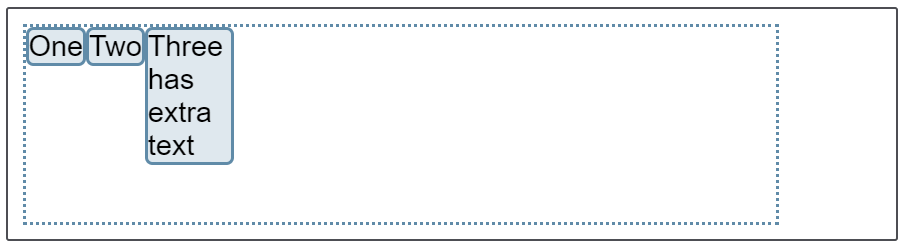 One Two Three
has
extra
text